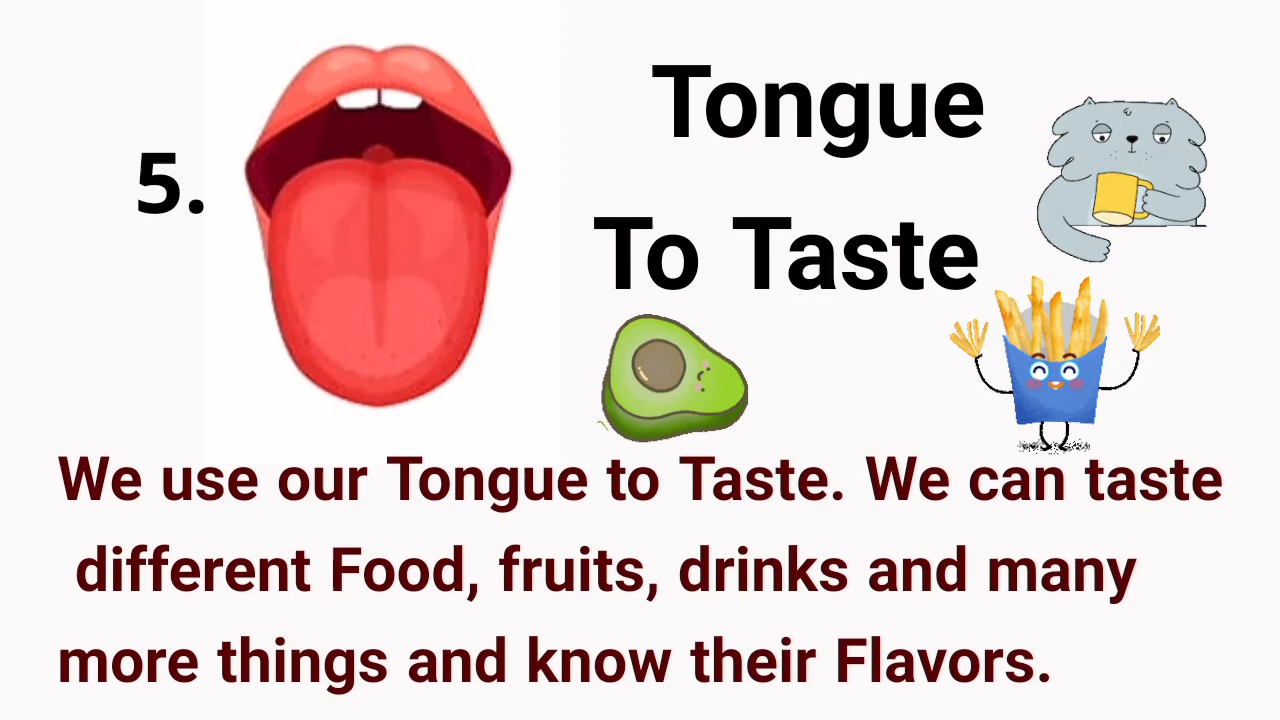 5.
Tongue
To Taste
We use our Tongue to Taste. We can taste
different Food, fruits, drinks and many
more things and know their Flavors.